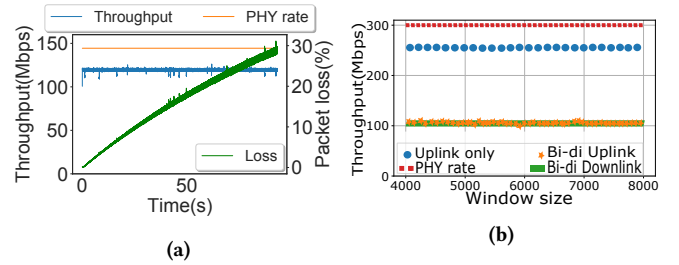 Throughput
PHY rate
Throughput(Mbps)
150
100
50
0
Packet loss(%)
30
20
10
0
Loss
0
50
Time(s)
(a)
Throughput(Mbps)
300
200
100
0
Uplink only
Bi-di Uplink
PHY rate
Bi-di Downlink
4000
5000
6000
7000
8000
Window size
(b)